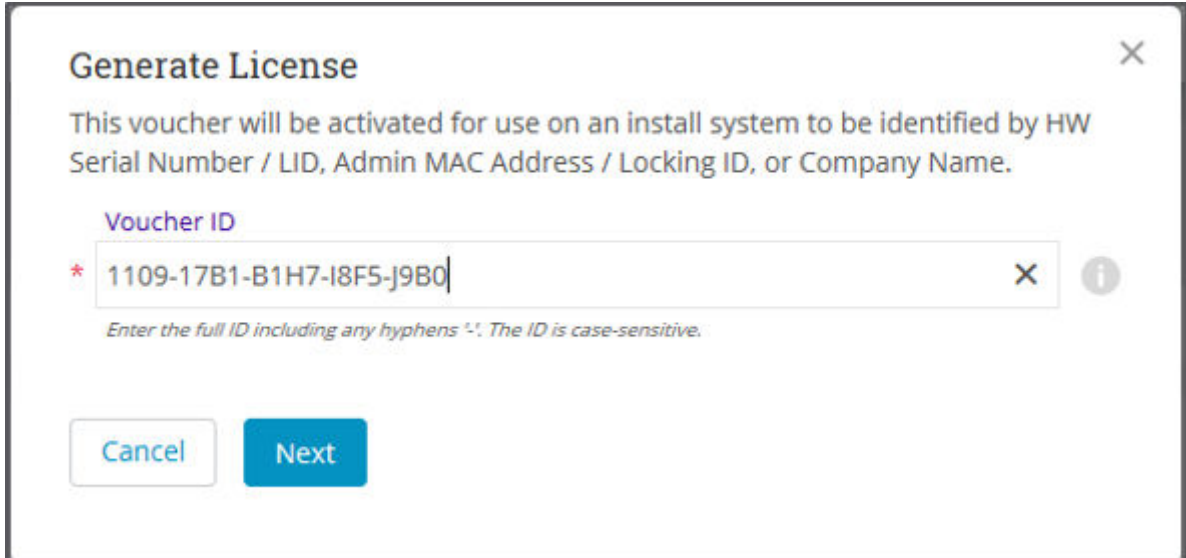 Generate License
This voucher will be activated for use on an install system to be identified by HW
Serial Number / LID, Admin MAC Address / Locking ID, or Company Name.
Voucher ID
* 1109-17B1-B1H7-I8F5-J9B0
Enter the full ID including any hyphens '-'. The ID is case-sensitive.
Cancel Next